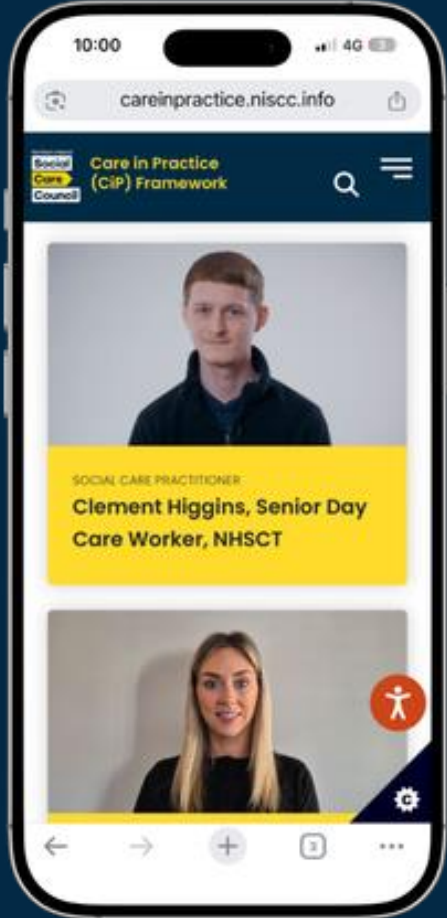 10:00
4G
careinpractice.niscc.info
Social
Care
Council
Care in Practice
(CiP) Framework
SOCIAL CARE PRACTITIONER
Clement Higgins, Senior Day
Care Worker, NHSCT
3